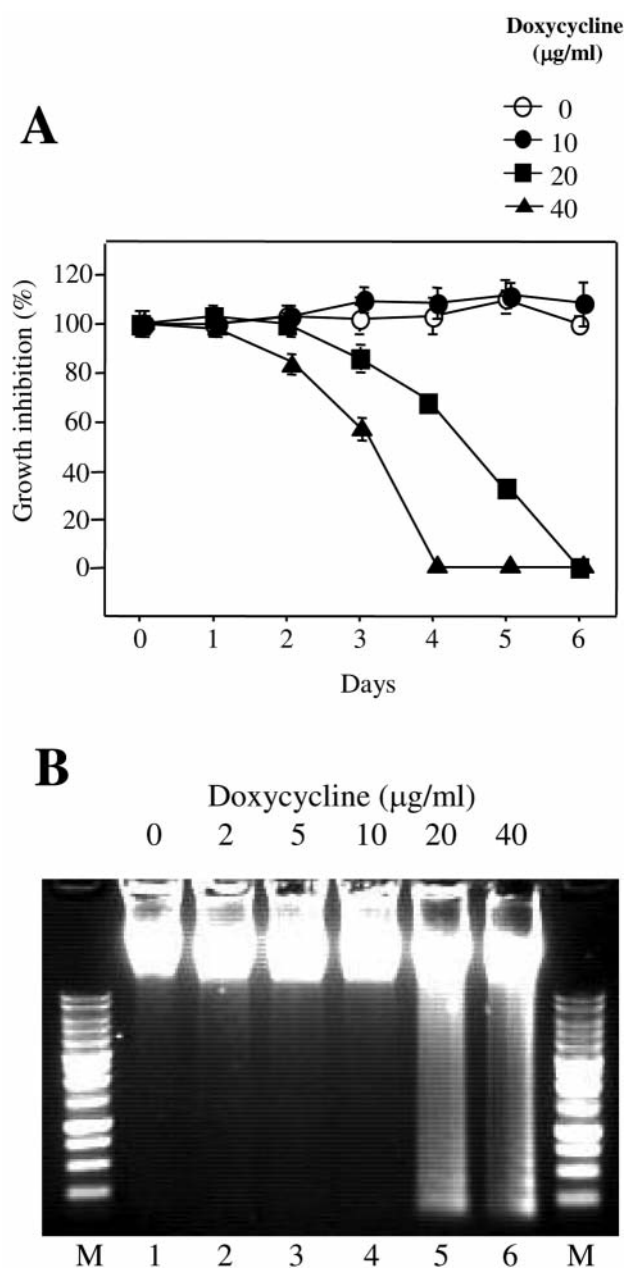 Doxycycline
(μg/ml)
A
0
10
20
40
120
100
80
60
40
20
0
Growth inhibition (%)
0 1 2 3 4 5 6
Days
B
Doxycycline (μg/ml)
0 2 5 10 20 40
M 1 2 3 4 5 6 M